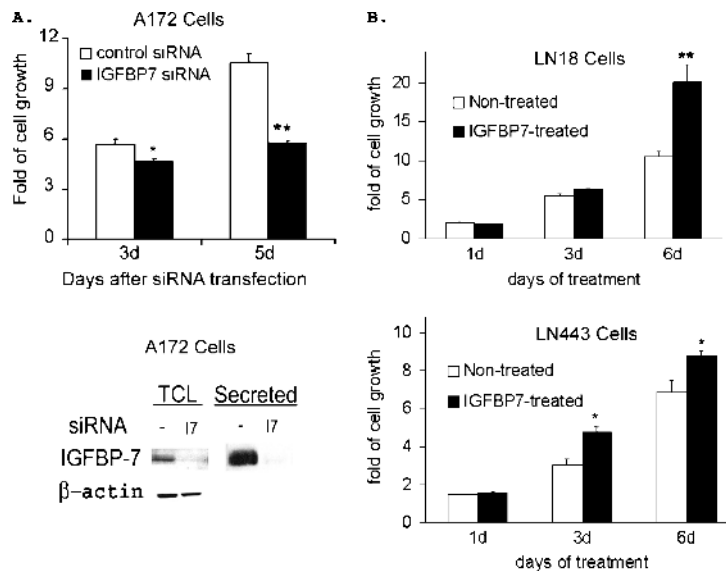 A.
A172 Cells
Fold of cell growth
12
9
6
3
0
control siRNA
IGFBP7 siRNA
*
**
3d
5d
Days after siRNA transfection
A172 Cells
TCL Secreted
siRNA - I7 - I7
IGFBP-7
β-actin
B.
LN18 Cells
fold of cell growth
20
15
10
5
0
Non-treated
IGFBP7-treated
**
1d
3d
6d
days of treatment
LN443 Cells
fold of cell growth
10
8
6
4
2
0
Non-treated
IGFBP7-treated
*
*
1d
3d
6d
days of treatment